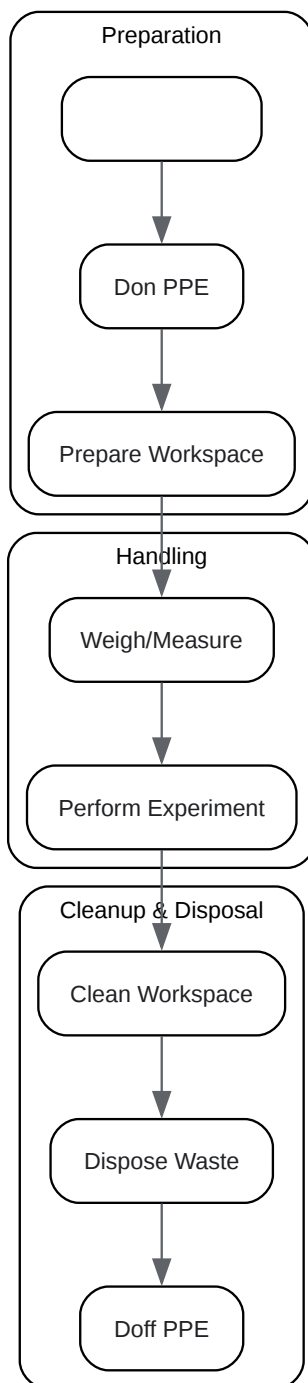 Preparation
Don PPE
Prepare Workspace
Handling
Weigh/Measure
Perform Experiment
Cleanup & Disposal
Clean Workspace
Dispose Waste
Doff PPE